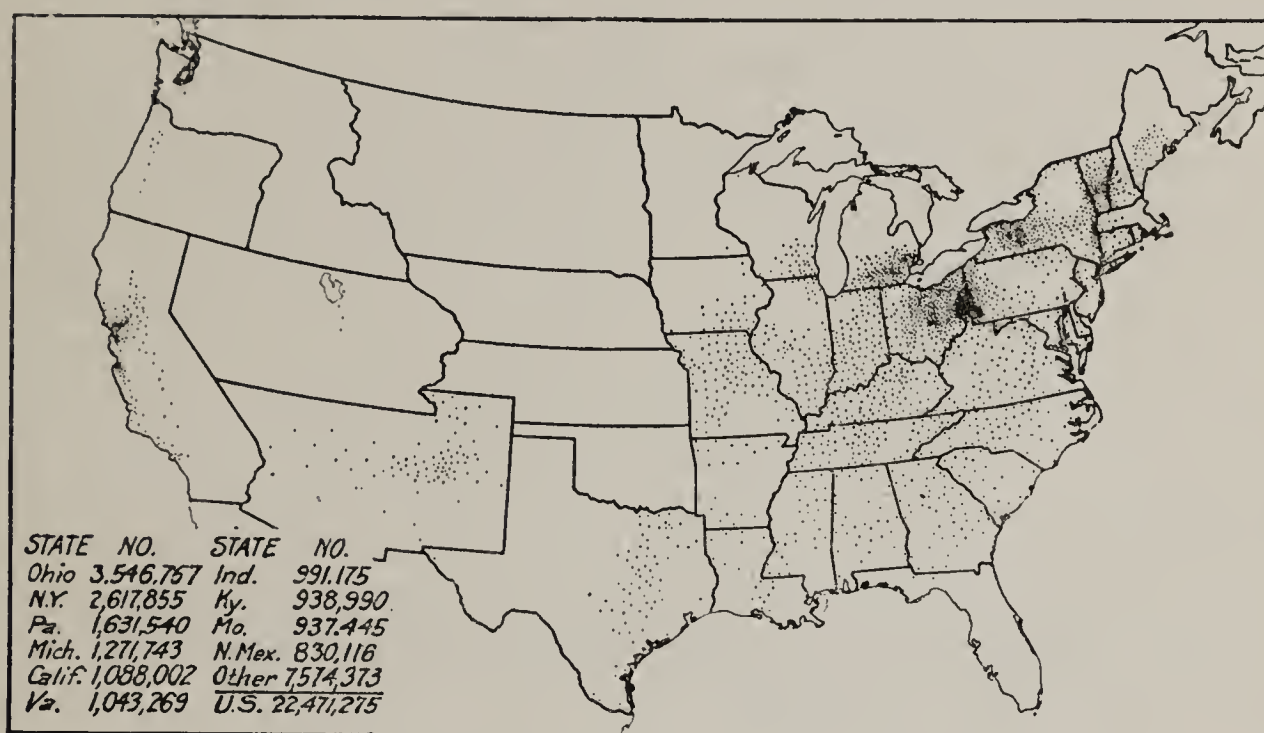 STATE NO. STATE NO.
Ohio 3.546,767 Ind. 991.175
N.Y. 2,617,855 Ky. 938,990
Pa. 1,631,540 Mo. 937.445
Mich. 1,271,743 N.Mex. 830,116
Calif. 1,088,002 Other 7,574,373
Va. 1,043,269 U.S. 22,471,275